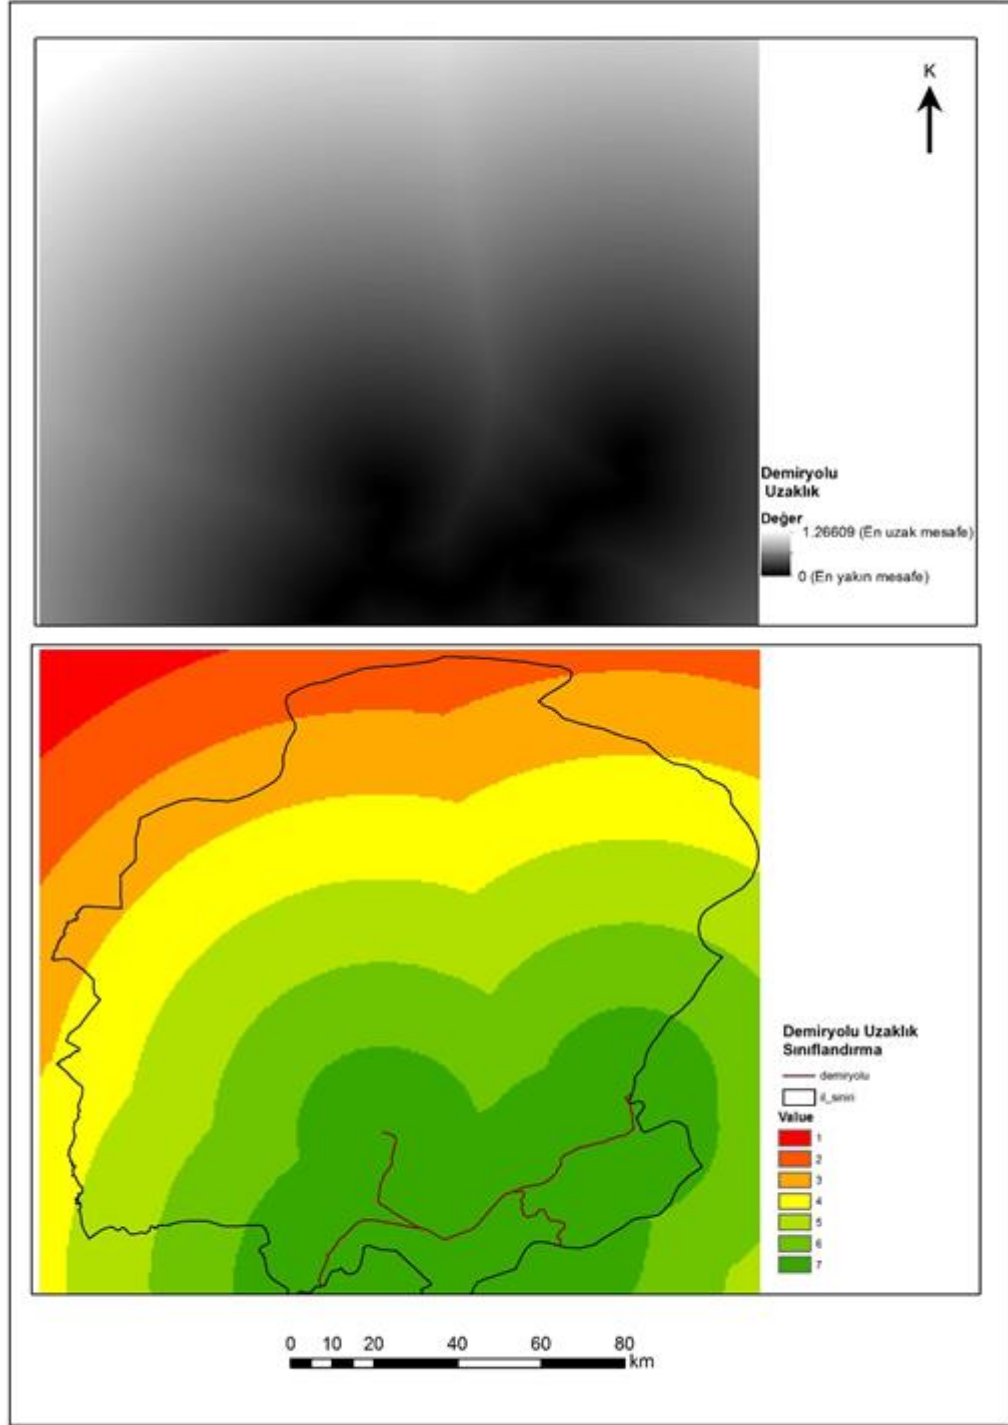 K
Demiryolu
Uzaklık
Değer
1.26609 (En uzak mesafe)
0 (En yakın mesafe)
Demiryolu Uzaklık
Sınıflandırma
demiryolu
il_siniri
Value
1
2
3
4
5
6
7
0 10 20 40 60 80
km